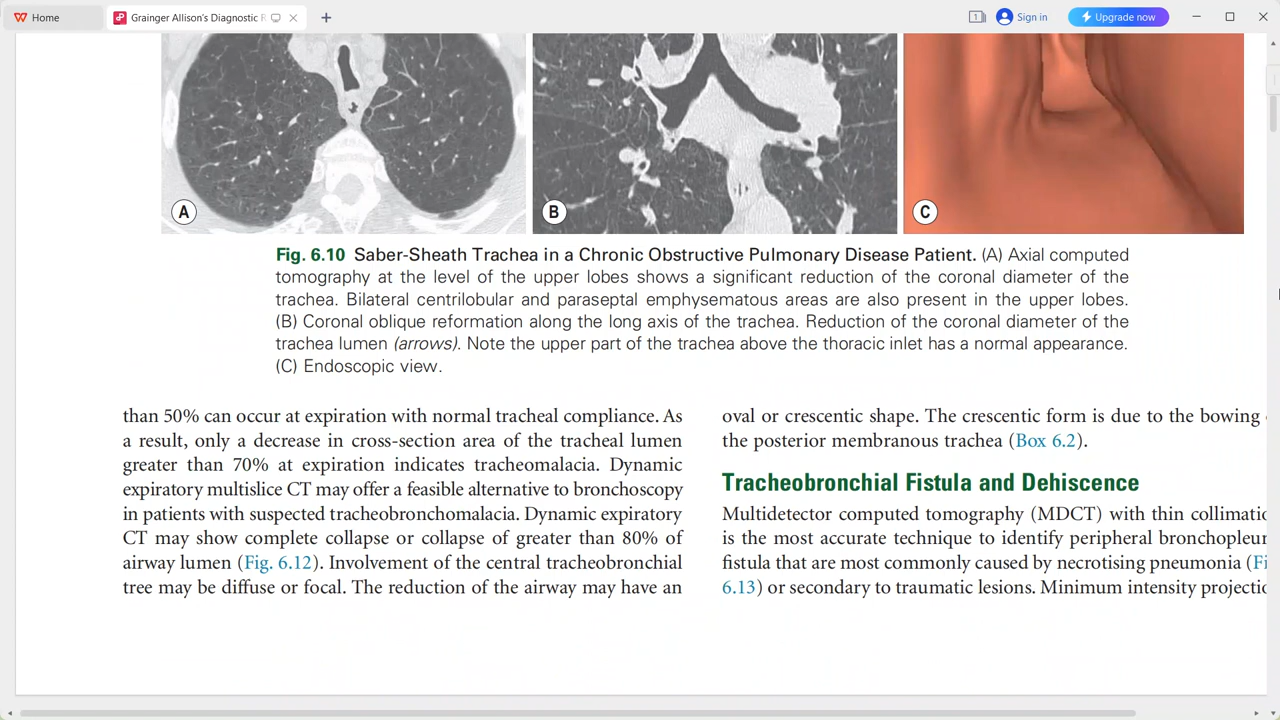 Home
Grainger Allison's Diagnostic R
1
Sign in
Upgrade now
A
B
C
Fig. 6.10 Saber-Sheath Trachea in a Chronic Obstructive Pulmonary Disease Patient. (A) Axial computed
tomography at the level of the upper lobes shows a significant reduction of the coronal diameter of the
trachea. Bilateral centrilobular and paraseptal emphysematous areas are also present in the upper lobes.
(B) Coronal oblique reformation along the long axis of the trachea. Reduction of the coronal diameter of the
trachea lumen (arrows). Note the upper part of the trachea above the thoracic inlet has a normal appearance.
(C) Endoscopic view.
than 50% can occur at expiration with normal tracheal compliance. As
a result, only a decrease in cross-section area of the tracheal lumen
greater than 70% at expiration indicates tracheomalacia. Dynamic
expiratory multislice CT may offer a feasible alternative to bronchoscopy
in patients with suspected tracheobronchomalacia. Dynamic expiratory
CT may show complete collapse or collapse of greater than 80% of
airway lumen (Fig. 6.12). Involvement of the central tracheobronchial
tree may be diffuse or focal. The reduction of the airway may have an
oval or crescentic shape. The crescentic form is due to the bowing
the posterior membranous trachea (Box 6.2).
Tracheobronchial Fistula and Dehiscence
Multidetector computed tomography (MDCT) with thin collimatio
is the most accurate technique to identify peripheral bronchopleur
fistula that are most commonly caused by necrotising pneumonia (Fi
6.13) or secondary to traumatic lesions. Minimum intensity projectio